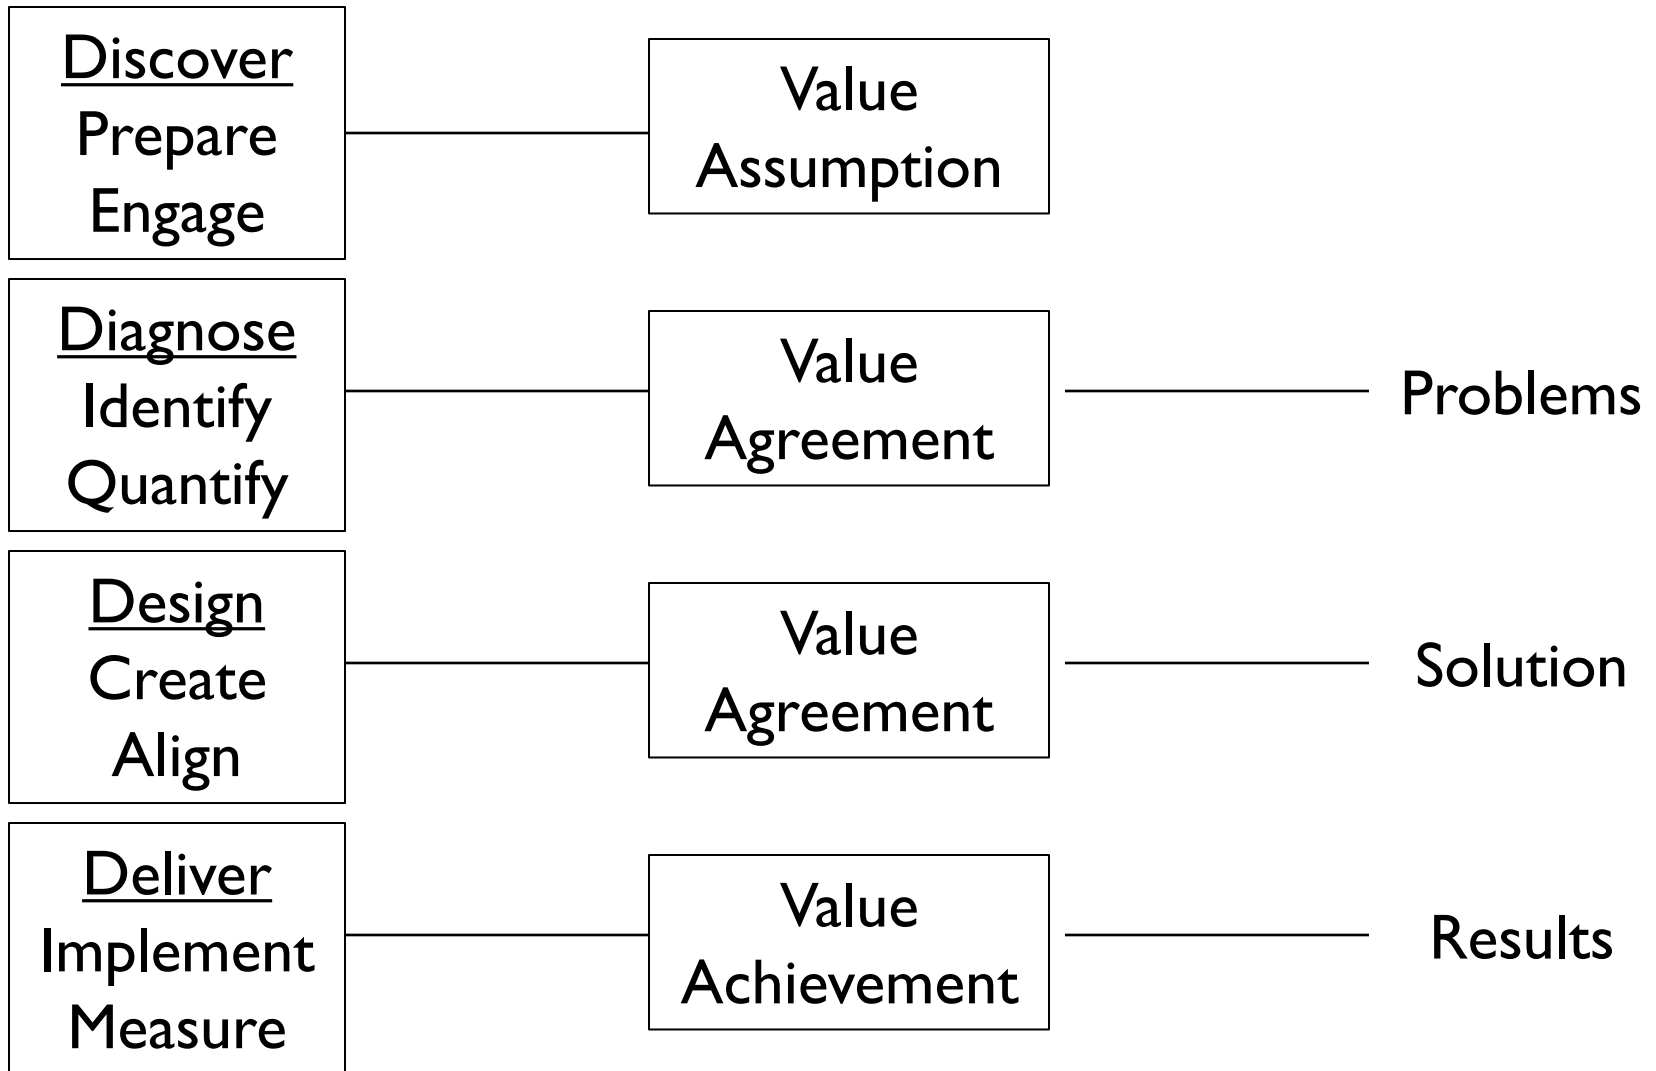 Discover
Prepare
Engage
Value
Assumption
Diagnose
Identify
Quantify
Value
Agreement
Problems
Design
Create
Align
Value
Agreement
Solution
Deliver
Implement
Measure
Value
Achievement
Results